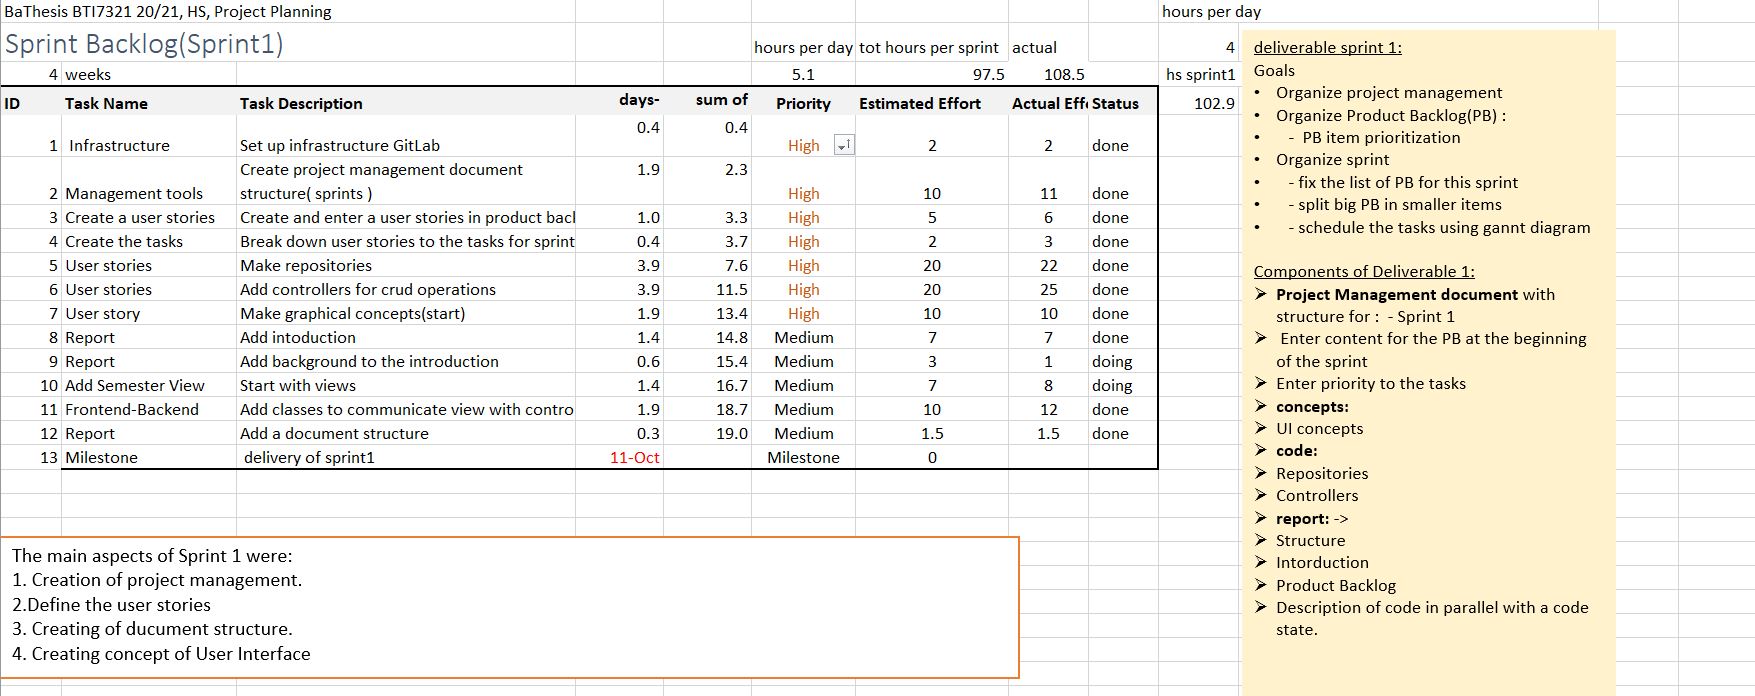 BaThesis BTI7321 20/21, HS, Project Planning hours per day
Sprint Backlog(Sprint1) hours per day tot hours per sprint actual 4
4 weeks 5.1 97.5 108.5 hs sprint1
ID Task Name Task Description days- sum of Priority Estimated Effort Actual Eff Status 102.9
1 Infrastructure Set up infrastructure GitLab 0.4 0.4 High 2 2 done
2 Management tools Create project management document 1.9 2.3 High 10 11 done
structure( sprints )
3 Create a user stories Create and enter a user stories in product bacl 1.0 3.3 High 5 6 done
4 Create the tasks Break down user stories to the tasks for sprint 0.4 3.7 High 2 3 done
5 User stories Make repositories 3.9 7.6 High 20 22 done
6 User stories Add controllers for crud operations 3.9 11.5 High 20 25 done
7 User story Make graphical concepts(start) 1.9 13.4 High 10 10 done
8 Report Add intoduction 1.4 14.8 Medium 7 7 done
9 Report Add background to the introduction 0.6 15.4 Medium 3 1 doing
10 Add Semester View Start with views 1.4 16.7 Medium 7 8 doing
11 Frontend-Backend Add classes to communicate view with contro 1.9 18.7 Medium 10 12 done
12 Report Add a document structure 0.3 19.0 Medium 1.5 1.5 done
13 Milestone delivery of sprint1 11-Oct Milestone 0
The main aspects of Sprint 1 were:
1. Creation of project management.
2.Define the user stories
3. Creating of ducument structure.
4. Creating concept of User Interface
deliverable sprint 1:
Goals
• Organize project management
• Organize Product Backlog(PB) :
• - PB item prioritization
• Organize sprint
• - fix the list of PB for this sprint
• - split big PB in smaller items
• - schedule the tasks using gannt diagram
Components of Deliverable 1:
➢ Project Management document with
structure for : - Sprint 1
➢ Enter content for the PB at the beginning
of the sprint
➢ Enter priority to the tasks
➢ concepts:
➢ UI concepts
➢ code:
➢ Repositories
➢ Controllers
➢ report: ->
➢ Structure
➢ Intorduction
➢ Product Backlog
➢ Description of code in parallel with a code
state.